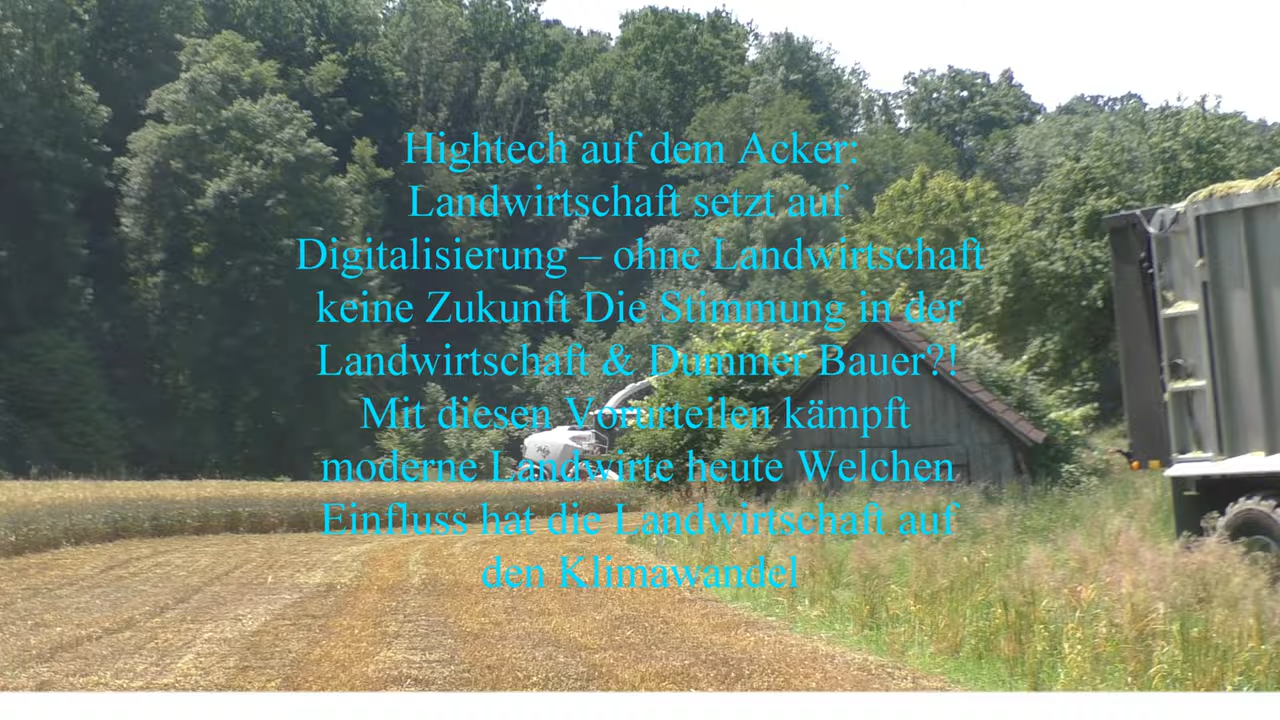 Hightech auf dem Acker:
Landwirtschaft setzt auf
Digitalisierung – ohne Landwirtschaft
keine Zukunft Die Stimmung in der
Landwirtschaft & Dummer Bauer?!
Mit diesen Vorurteilen kämpft
moderne Landwirte heute Welchen
Einfluss hat die Landwirtschaft auf
den Klimawandel